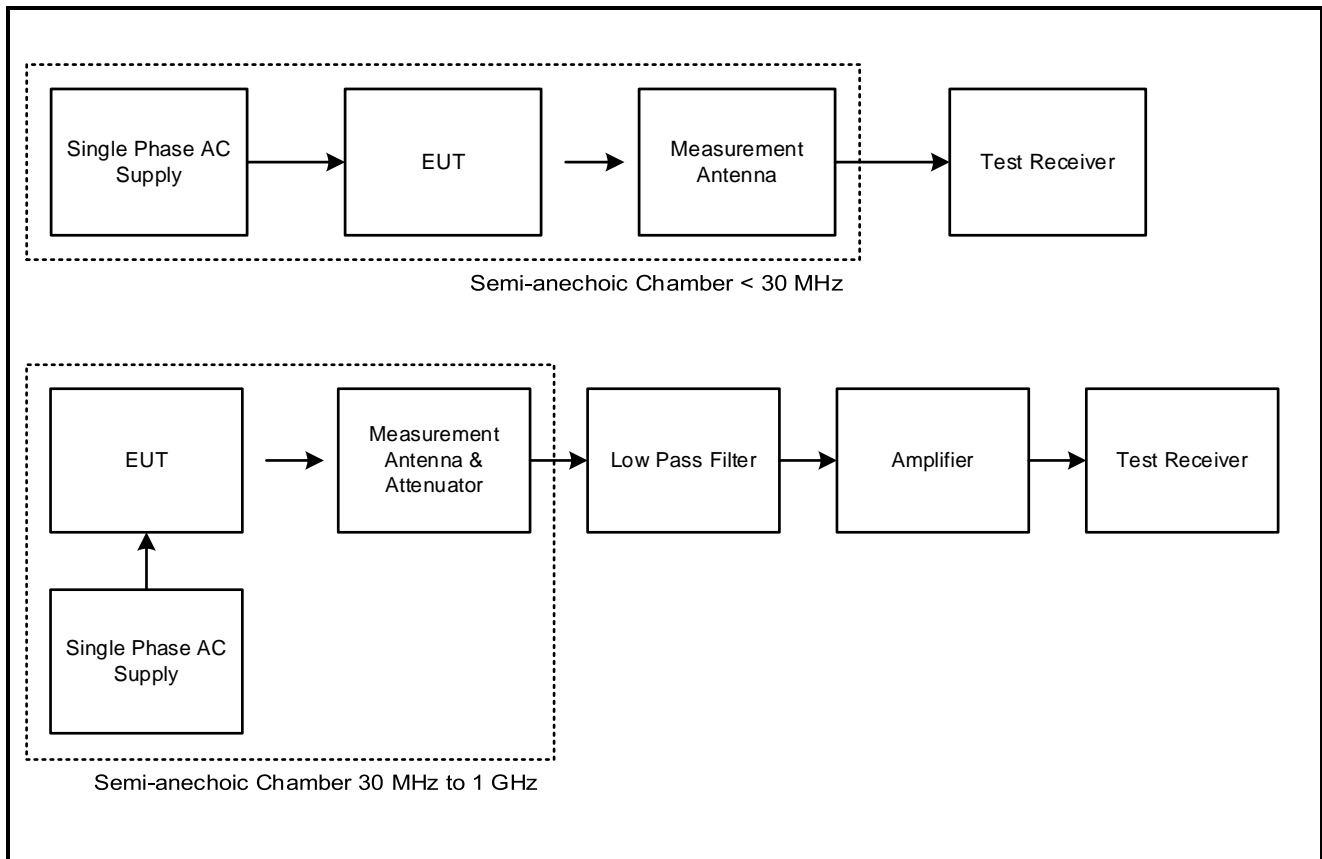 Single Phase AC
Supply
EUT
Measurement
Antenna
Test Receiver
Semi-anechoic Chamber < 30 MHz
EUT
Measurement
Antenna &
Attenuator
Low Pass Filter
Amplifier
Test Receiver
Single Phase AC
Supply
Semi-anechoic Chamber 30 MHz to 1 GHz